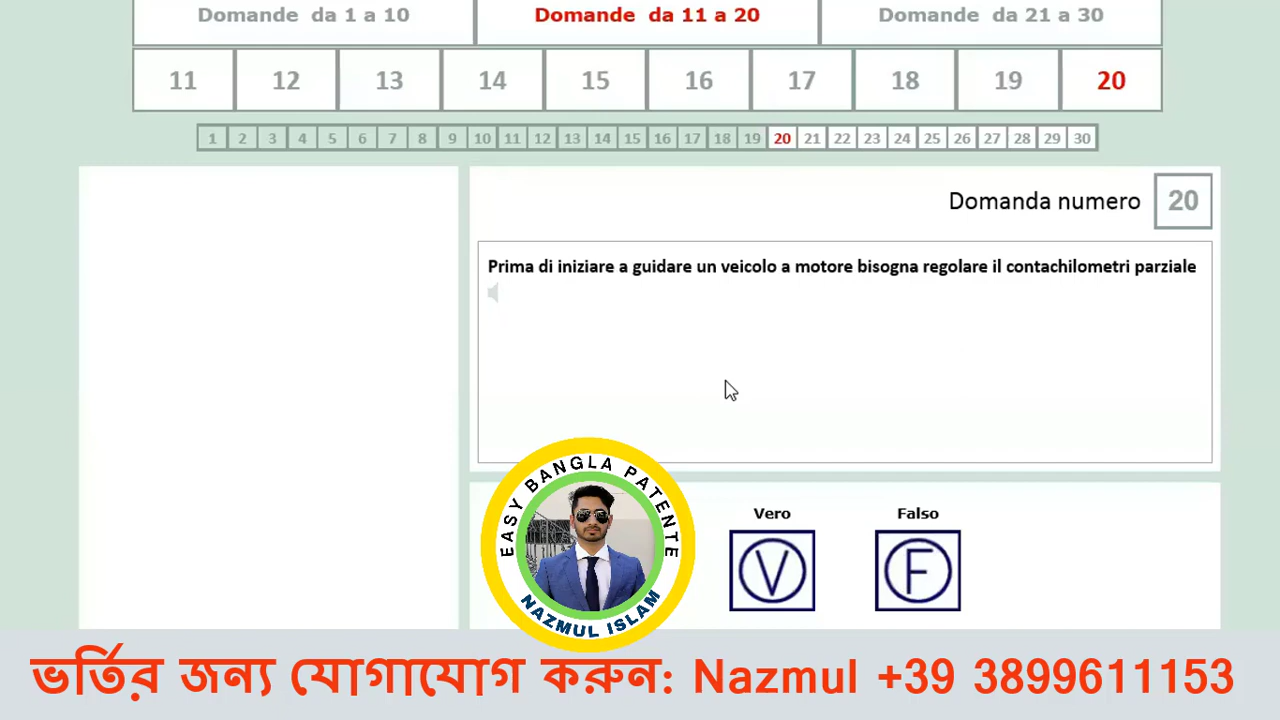 Domande da 1 a 10
Domande da 11 a 20
Domande da 21 a 30
11 12 13 14 15 16 17 18 19 20
1 2 3 4 5 6 7 8 9 10 11 12 13 14 15 16 17 18 19 20 21 22 23 24 25 26 27 28 29 30
Domanda numero 20
Prima di iniziare a guidare un veicolo a motore bisogna regolare il contachilometri parziale
Vero
Falso
V
F
EASY BANGLA PATENTE
NAZMUL ISLAM
ভর্তির জন্য যোগাযোগ করুন: Nazmul +39 3899611153